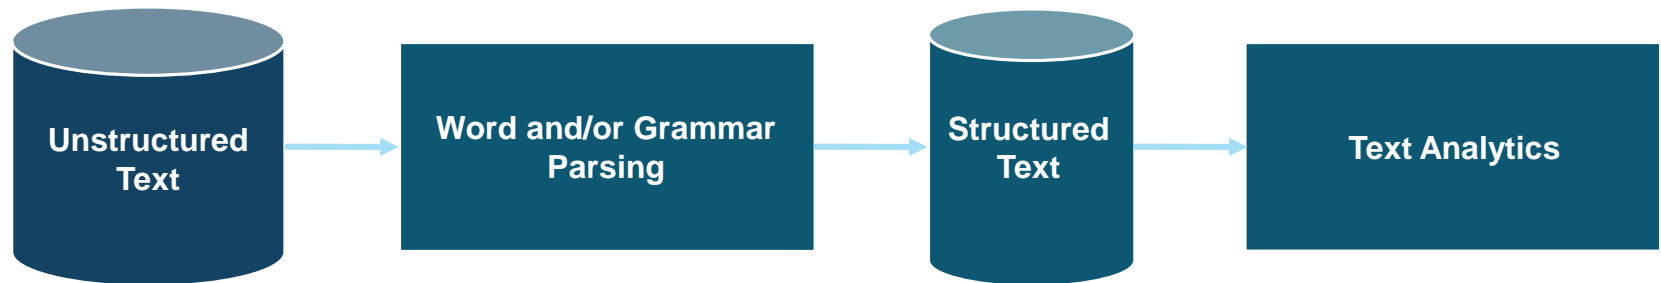 Unstructured
Text
Word and/or Grammar
Parsing
Structured
Text
Text Analytics